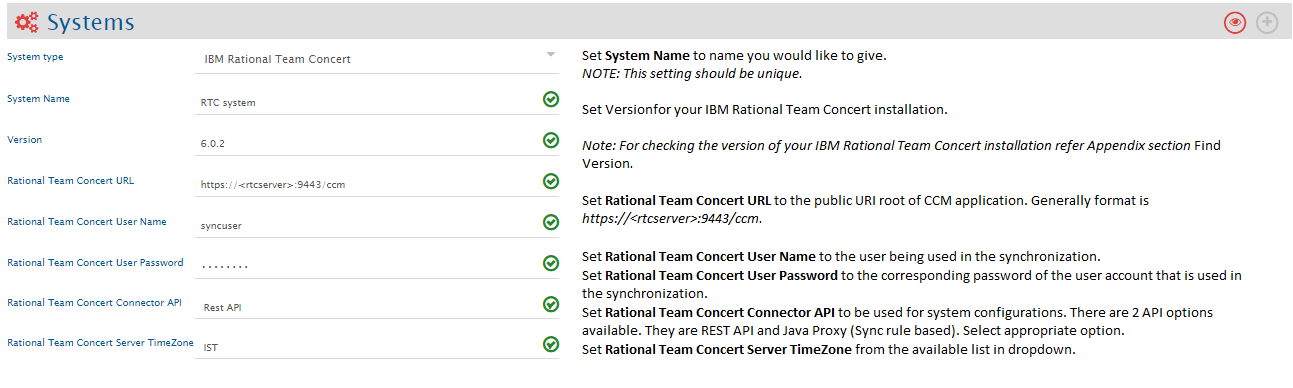 Systems
System type
IBM Rational Team Concert
System Name
RTC system
Version
6.0.2
Rational Team Concert URL
https://<rtcserver>:9443/ccm
Rational Team Concert User Name
syncuser
Rational Team Concert User Password
........
Rational Team Concert Connector API
Rest API
Rational Team Concert Server TimeZone
IST
Set System Name to name you would like to give.
NOTE: This setting should be unique.
Set Versionfor your IBM Rational Team Concert installation.
Note: For checking the version of your IBM Rational Team Concert installation refer Appendix section Find
Version.
Set Rational Team Concert URL to the public URI root of CCM application. Generally format is
https://<rtcserver>:9443/ccm.
Set Rational Team Concert User Name to the user being used in the synchronization.
Set Rational Team Concert User Password to the corresponding password of the user account that is used in
the synchronization.
Set Rational Team Concert Connector API to be used for system configurations. There are 2 API options
available. They are REST API and Java Proxy (Sync rule based). Select appropriate option.
Set Rational Team Concert Server TimeZone from the available list in dropdown.